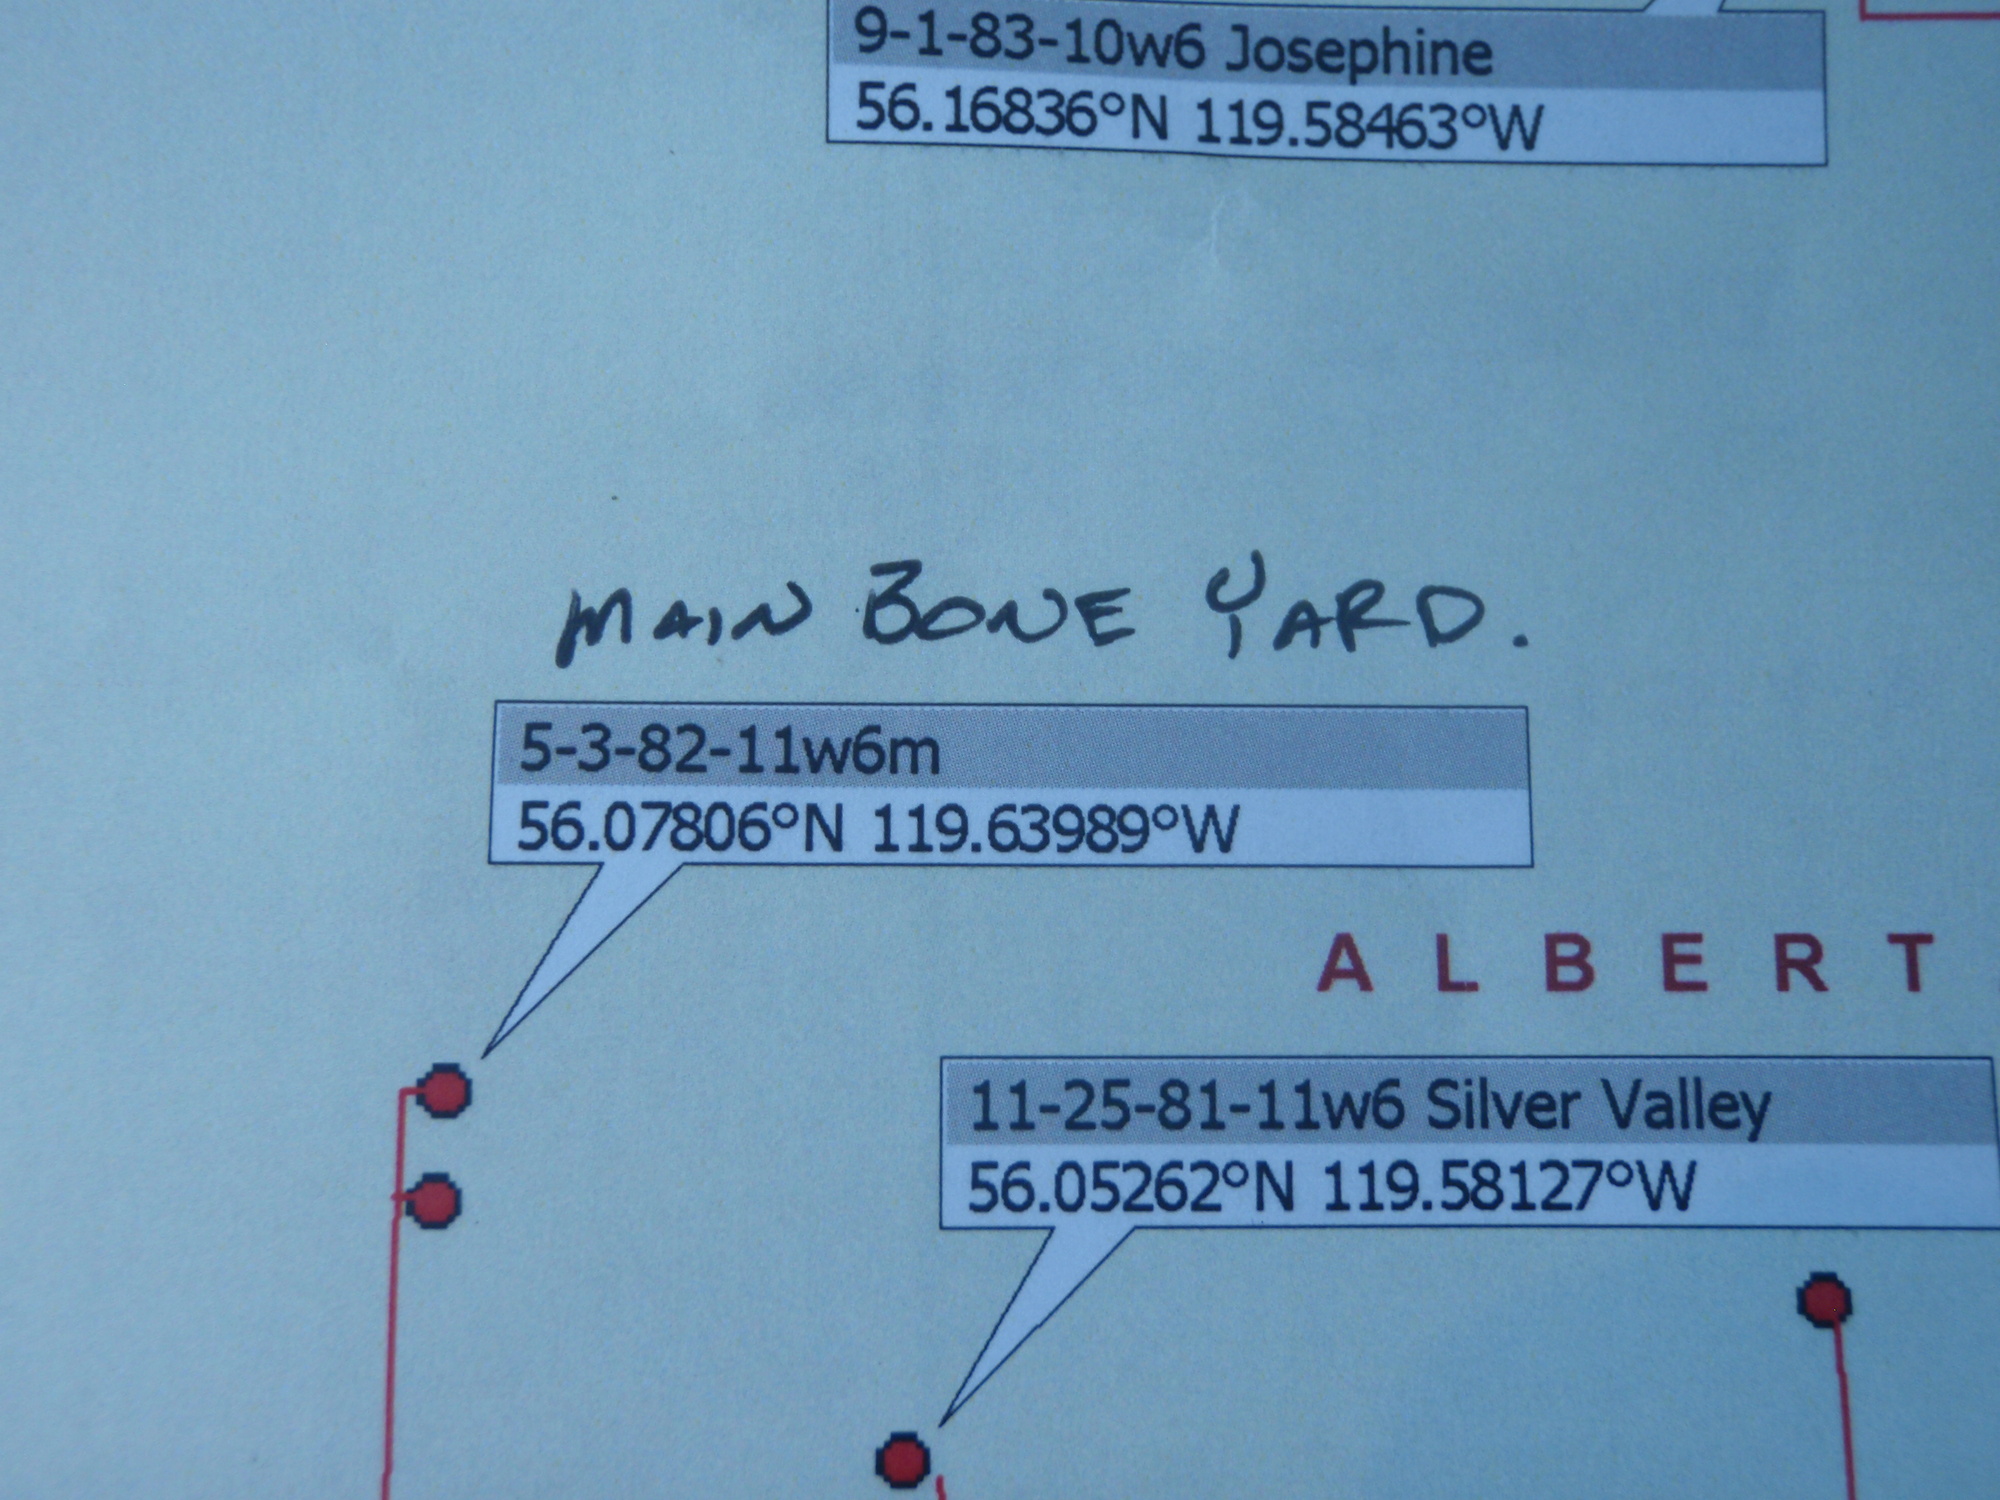 9-1-83-10w6 Josephine
56.16836°N 119.58463°W
MAIN BONE YARD.
5-3-82-11w6m
56.07806°N 119.63989°W
ALBERT
11-25-81-11w6 Silver Valley
56.05262°N 119.58127°W